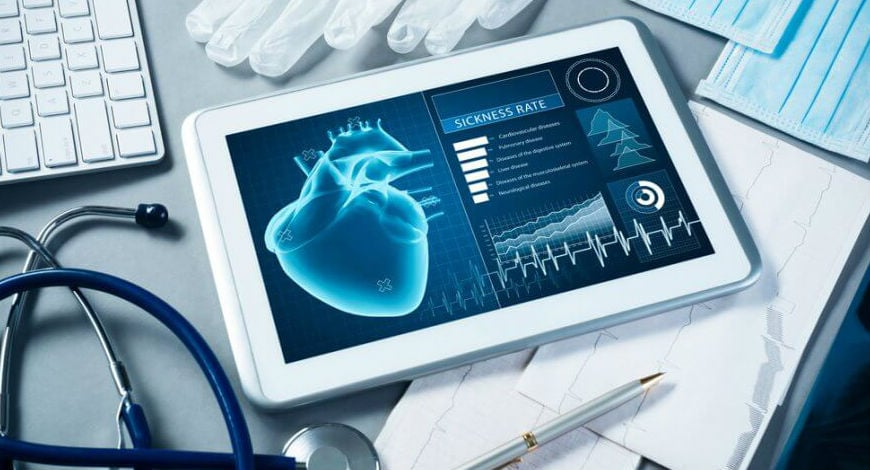 SICKNESS RATE
Cardiovascular diseases
Pulmonary disease
Diseases of the digestive system
Liver disease
Diseases of the musculoskeletal system
Neurological diseases